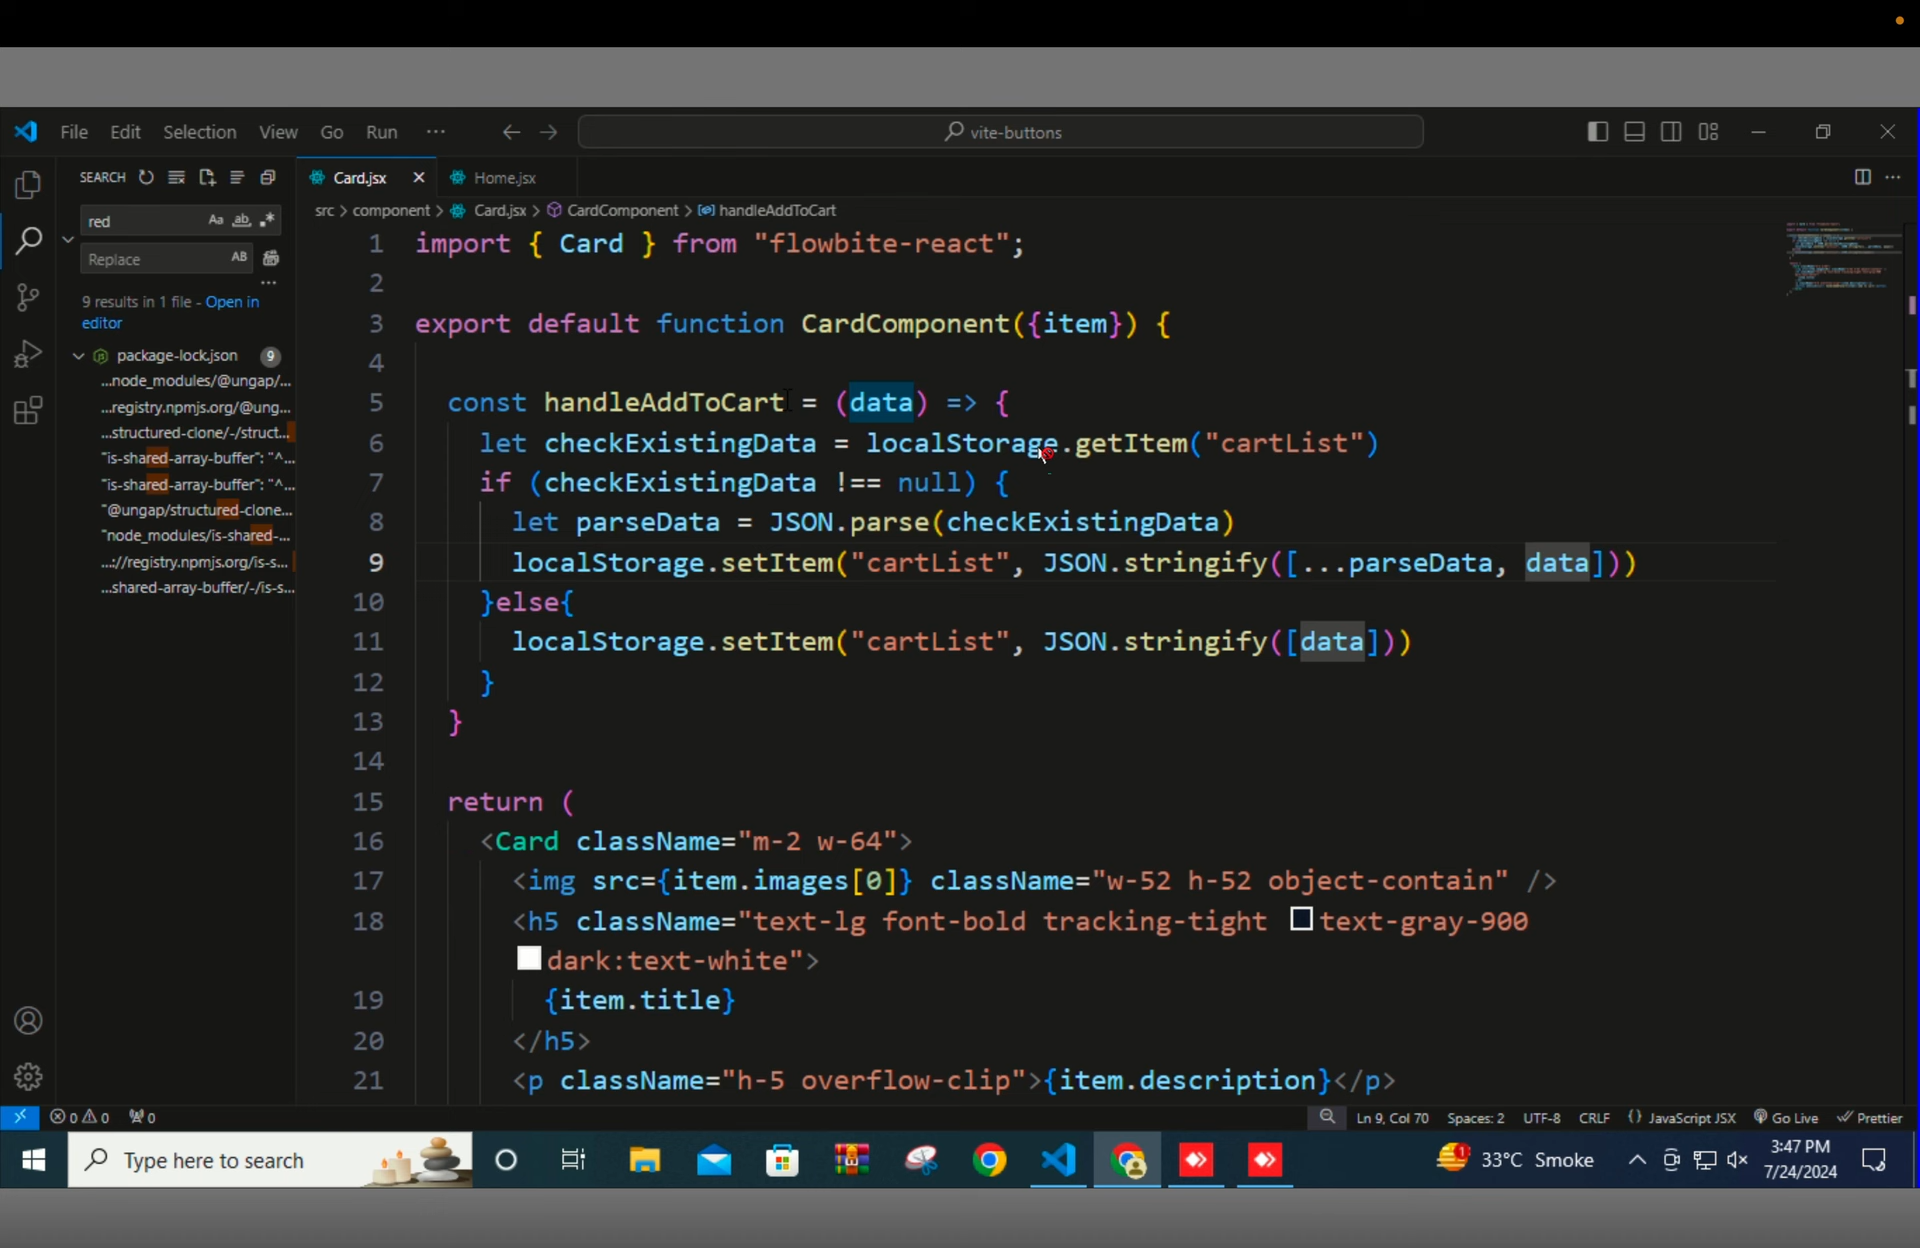 File Edit Selection View Go Run ··· vite-buttons
SEARCH
red
Aa ab
Replace
AB
9 results in 1 file - Open in
editor
package-lock.json 9
...node_modules/@ungap/...
...registry.npmjs.org/@ung...
...structured-clone/-/struct...
"is-shared-array-buffer": "^...
"is-shared-array-buffer": "^...
"@ungap/structured-clone...
"node_modules/is-shared-...
...://registry.npmjs.org/is-s...
...shared-array-buffer/-/is-s...
Card.jsx Home.jsx
src > component > Card.jsx > CardComponent > handleAddToCart
1 import { Card } from "flowbite-react";
2
3 export default function CardComponent({item}) {
4
5 const handleAddToCart = (data) => {
6 let checkExistingData = localStorage.getItem("cartList")
7 if (checkExistingData !== null) {
8 let parseData = JSON.parse(checkExistingData)
9 localStorage.setItem("cartList", JSON.stringify([...parseData, data]))
10 }else{
11 localStorage.setItem("cartList", JSON.stringify([data]))
12 }
13 }
14
15 return (
16 <Card className="m-2 w-64">
17 <img src={item.images[0]} className="w-52 h-52 object-contain" />
18 <h5 className="text-lg font-bold tracking-tight text-gray-900
dark:text-white">
19 {item.title}
20 </h5>
21 <p className="h-5 overflow-clip">{item.description}</p>
0 0 0 Ln 9, Col 70 Spaces: 2 UTF-8 CRLF {} JavaScript JSX Go Live Prettier
Type here to search
1 33°C Smoke
3:47 PM
7/24/2024